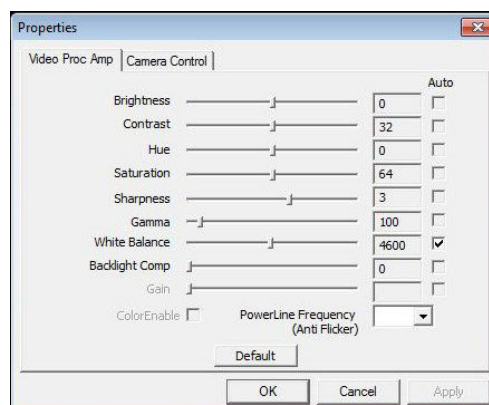 Properties
Video Proc Amp Camera Control
Auto
Brightness 0
Contrast 32
Hue 0
Saturation 64
Sharpness 3
Gamma 100
White Balance 4600
Backlight Comp 0
Gain
ColorEnable PowerLine Frequency
(Anti Flicker)
Default
OK Cancel Apply